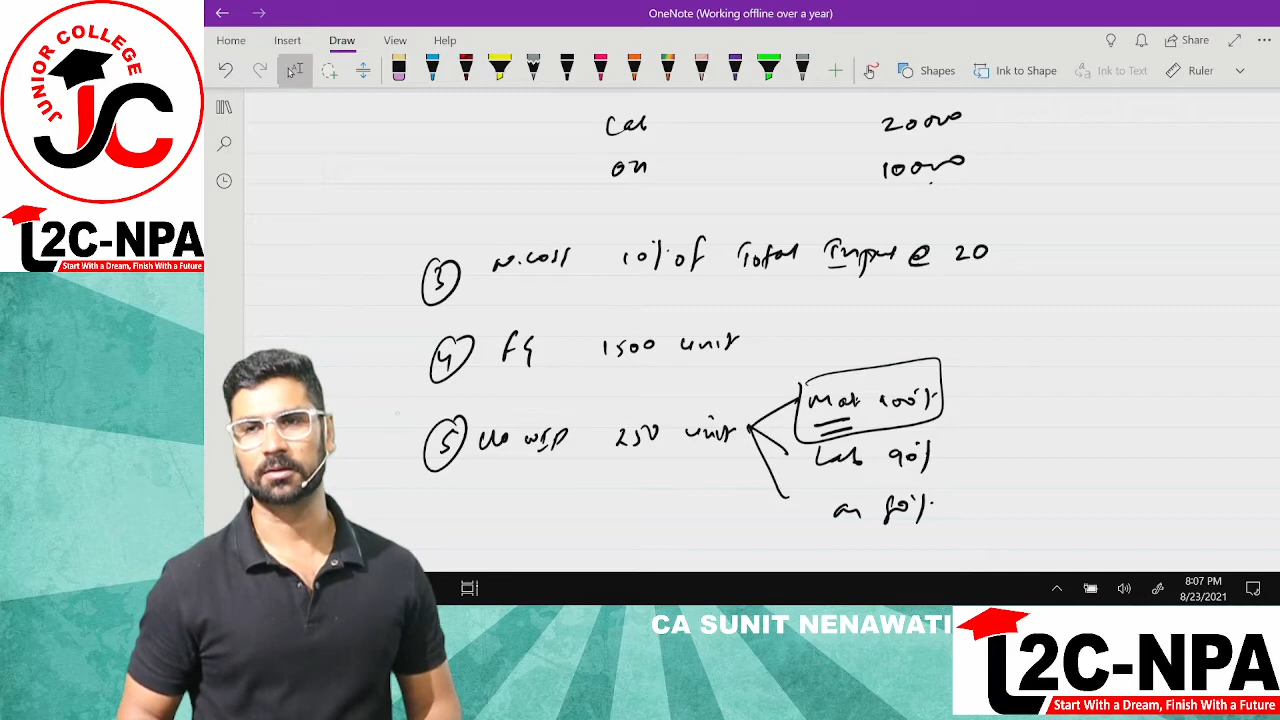 OneNote (Working offline over a year)
Home Insert Draw View Help Share
Shapes Ink to Shape Ink to Text Ruler
JUNIOR COLLEGE
JC
L2C-NPA
Start With a Dream, Finish With a Future
Lab 20000
OH 10000
3 N.Loss 10% of Total Input @ 20
4 FG 1500 unit
5 WIP 250 unit Mat 100%
Lab 90%
OH 80%
8:07 PM
8/23/2021
CA SUNIT NENAWATI
L2C-NPA
Start With a Dream, Finish With a Future